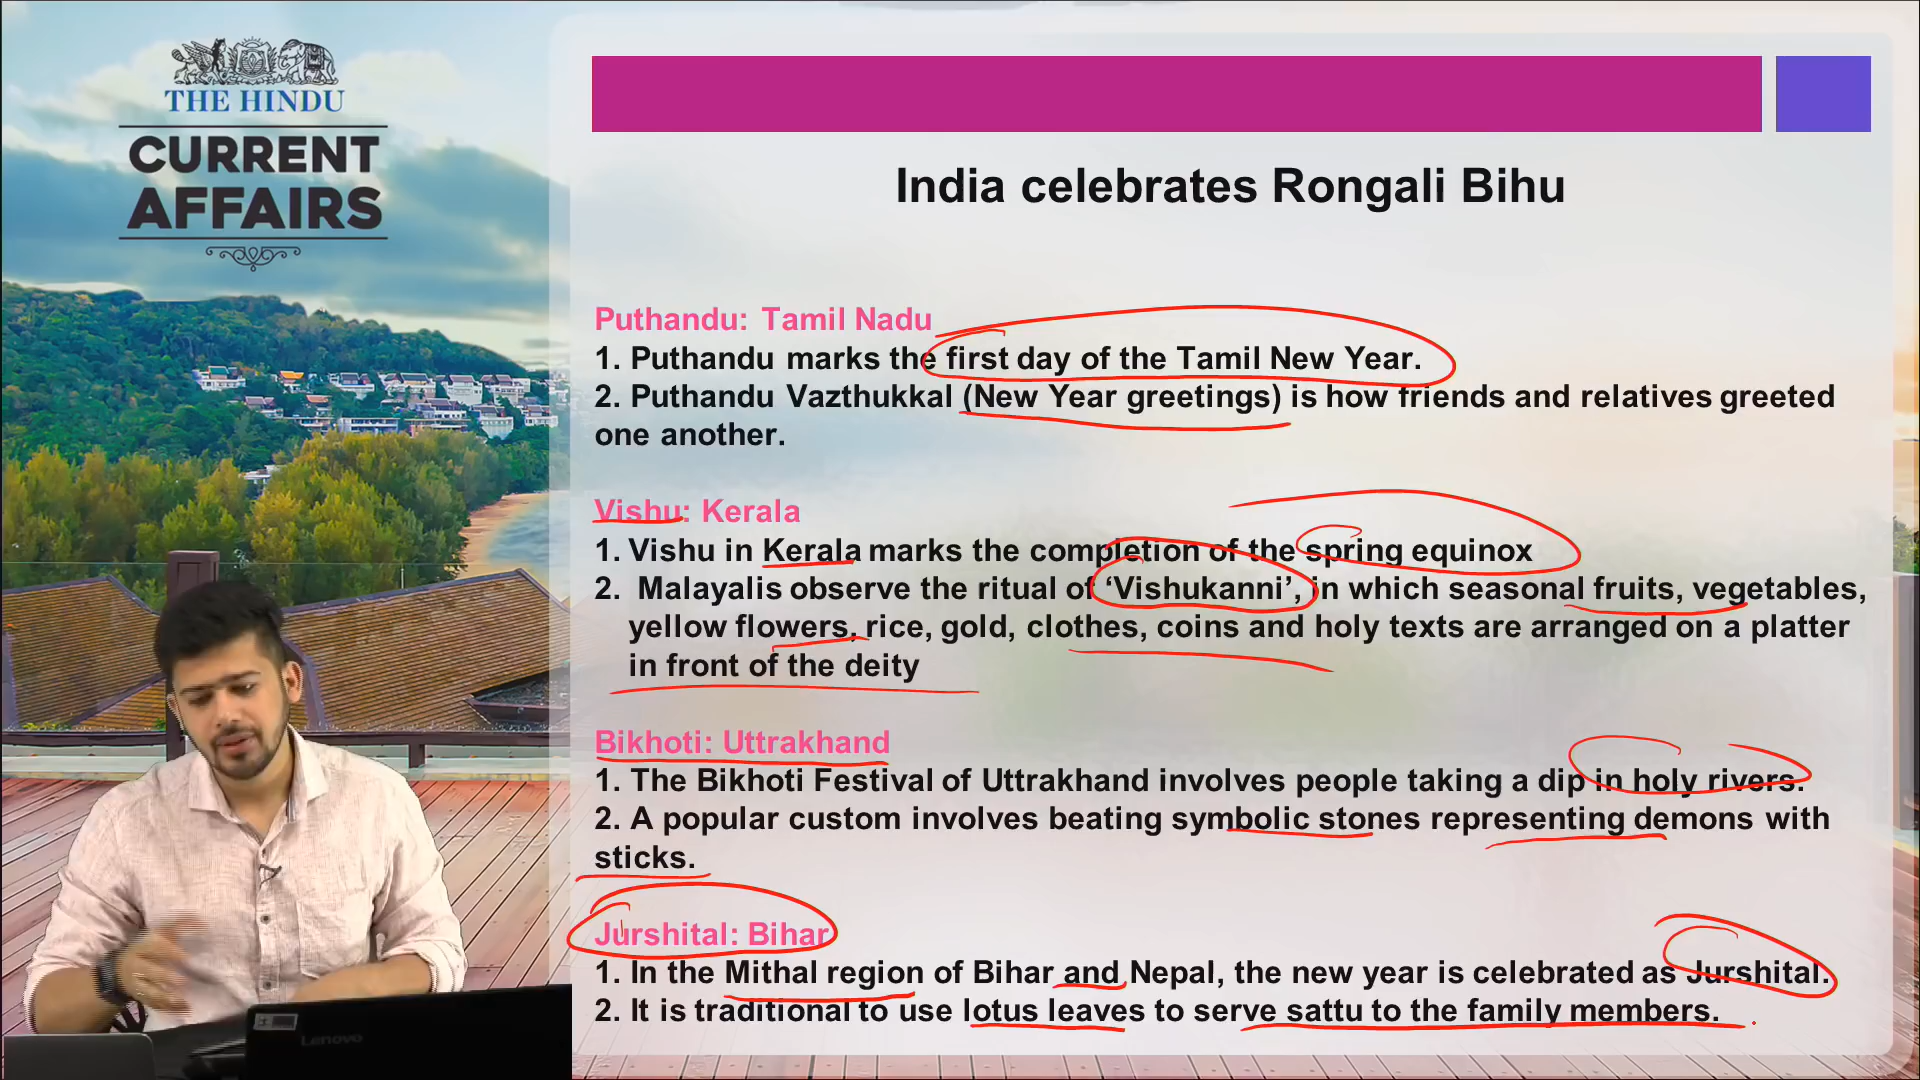 THE HINDU
CURRENT
AFFAIRS
India celebrates Rongali Bihu
Puthandu: Tamil Nadu
1. Puthandu marks the first day of the Tamil New Year.
2. Puthandu Vazthukkal (New Year greetings) is how friends and relatives greeted
one another.
Vishu: Kerala
1. Vishu in Kerala marks the completion of the spring equinox
2. Malayalis observe the ritual of ‘Vishukanni’, in which seasonal fruits, vegetables,
yellow flowers, rice, gold, clothes, coins and holy texts are arranged on a platter
in front of the deity
Bikhoti: Uttrakhand
1. The Bikhoti Festival of Uttrakhand involves people taking a dip in holy rivers.
2. A popular custom involves beating symbolic stones representing demons with
sticks.
Jurshital: Bihar
1. In the Mithal region of Bihar and Nepal, the new year is celebrated as Jurshital.
2. It is traditional to use lotus leaves to serve sattu to the family members.
Lenovo